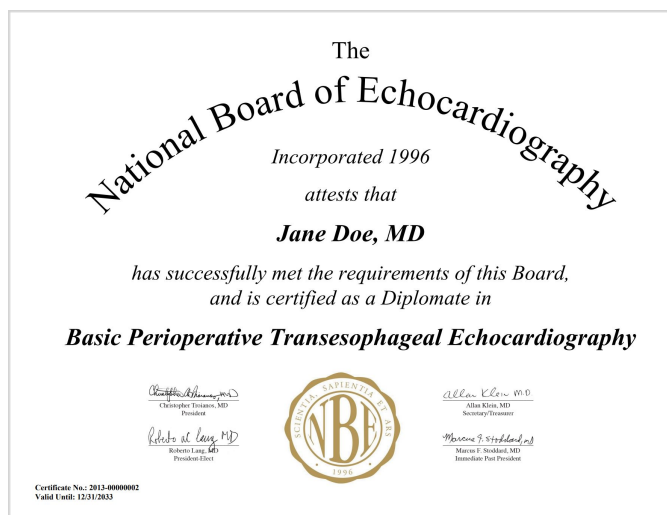 The
National Board of Echocardiography
Incorporated 1996
attests that
Jane Doe, MD
has successfully met the requirements of this Board,
and is certified as a Diplomate in
Basic Perioperative Transesophageal Echocardiography
Christopher Troianos, MD
President
Roberto Lang, MD
President-Elect
SCIENTIA, SAPIENTIA ET ARS
NBE
· 1996 ·
Allan Klein M.D.
Allan Klein, MD
Secretary/Treasurer
Marcus F. Stoddard, MD
Immediate Past President
Certificate No.: 2013-00000002
Valid Until: 12/31/2033